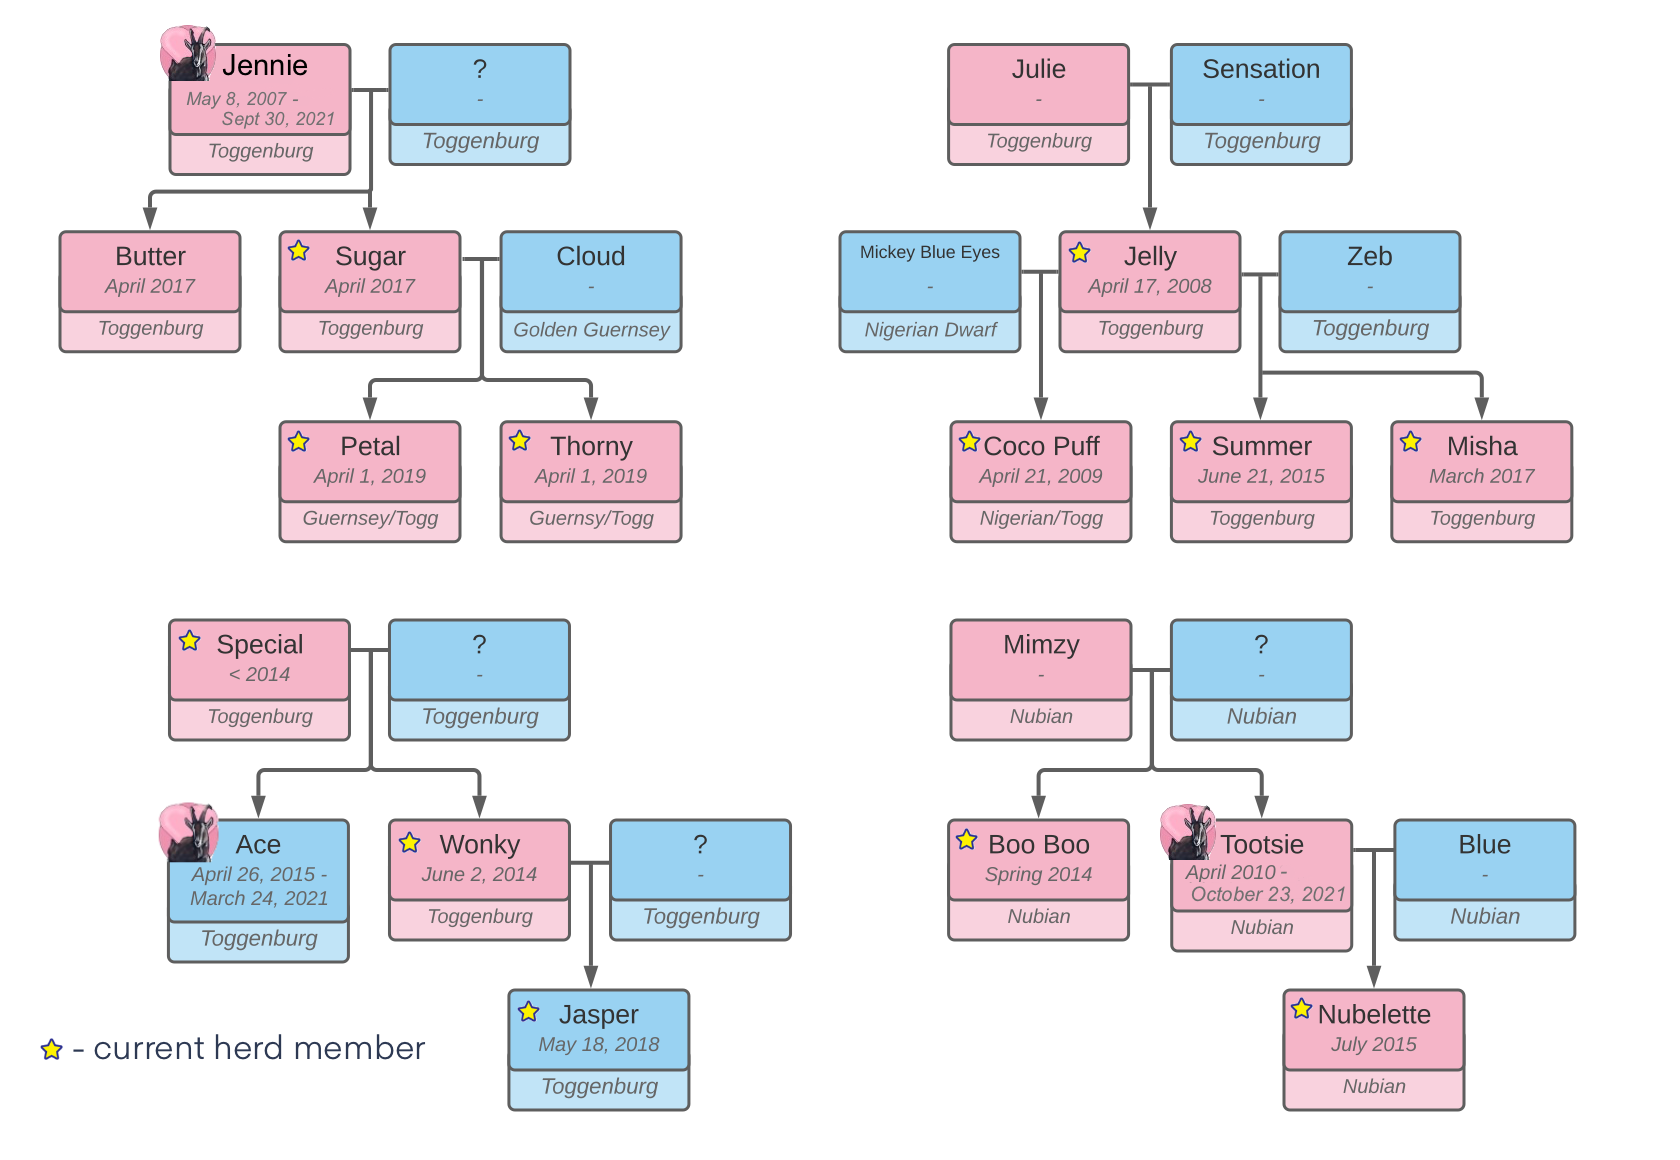 Jennie
May 8, 2007 -
Sept 30, 2021
Toggenburg
?
-
Toggenburg
Butter
April 2017
Toggenburg
Sugar
April 2017
Toggenburg
Cloud
-
Golden Guernsey
Petal
April 1, 2019
Guernsey/Togg
Thorny
April 1, 2019
Guernsy/Togg
Julie
-
Toggenburg
Sensation
-
Toggenburg
Mickey Blue Eyes
-
Nigerian Dwarf
Jelly
April 17, 2008
Toggenburg
Zeb
-
Toggenburg
Coco Puff
April 21, 2009
Nigerian/Togg
Summer
June 21, 2015
Toggenburg
Misha
March 2017
Toggenburg
Special
< 2014
Toggenburg
?
-
Toggenburg
Ace
April 26, 2015 -
March 24, 2021
Toggenburg
Wonky
June 2, 2014
Toggenburg
?
-
Toggenburg
Jasper
May 18, 2018
Toggenburg
Mimzy
-
Nubian
?
-
Nubian
Boo Boo
Spring 2014
Nubian
Tootsie
April 2010 -
October 23, 2021
Nubian
Blue
-
Nubian
Nubelette
July 2015
Nubian
- current herd member